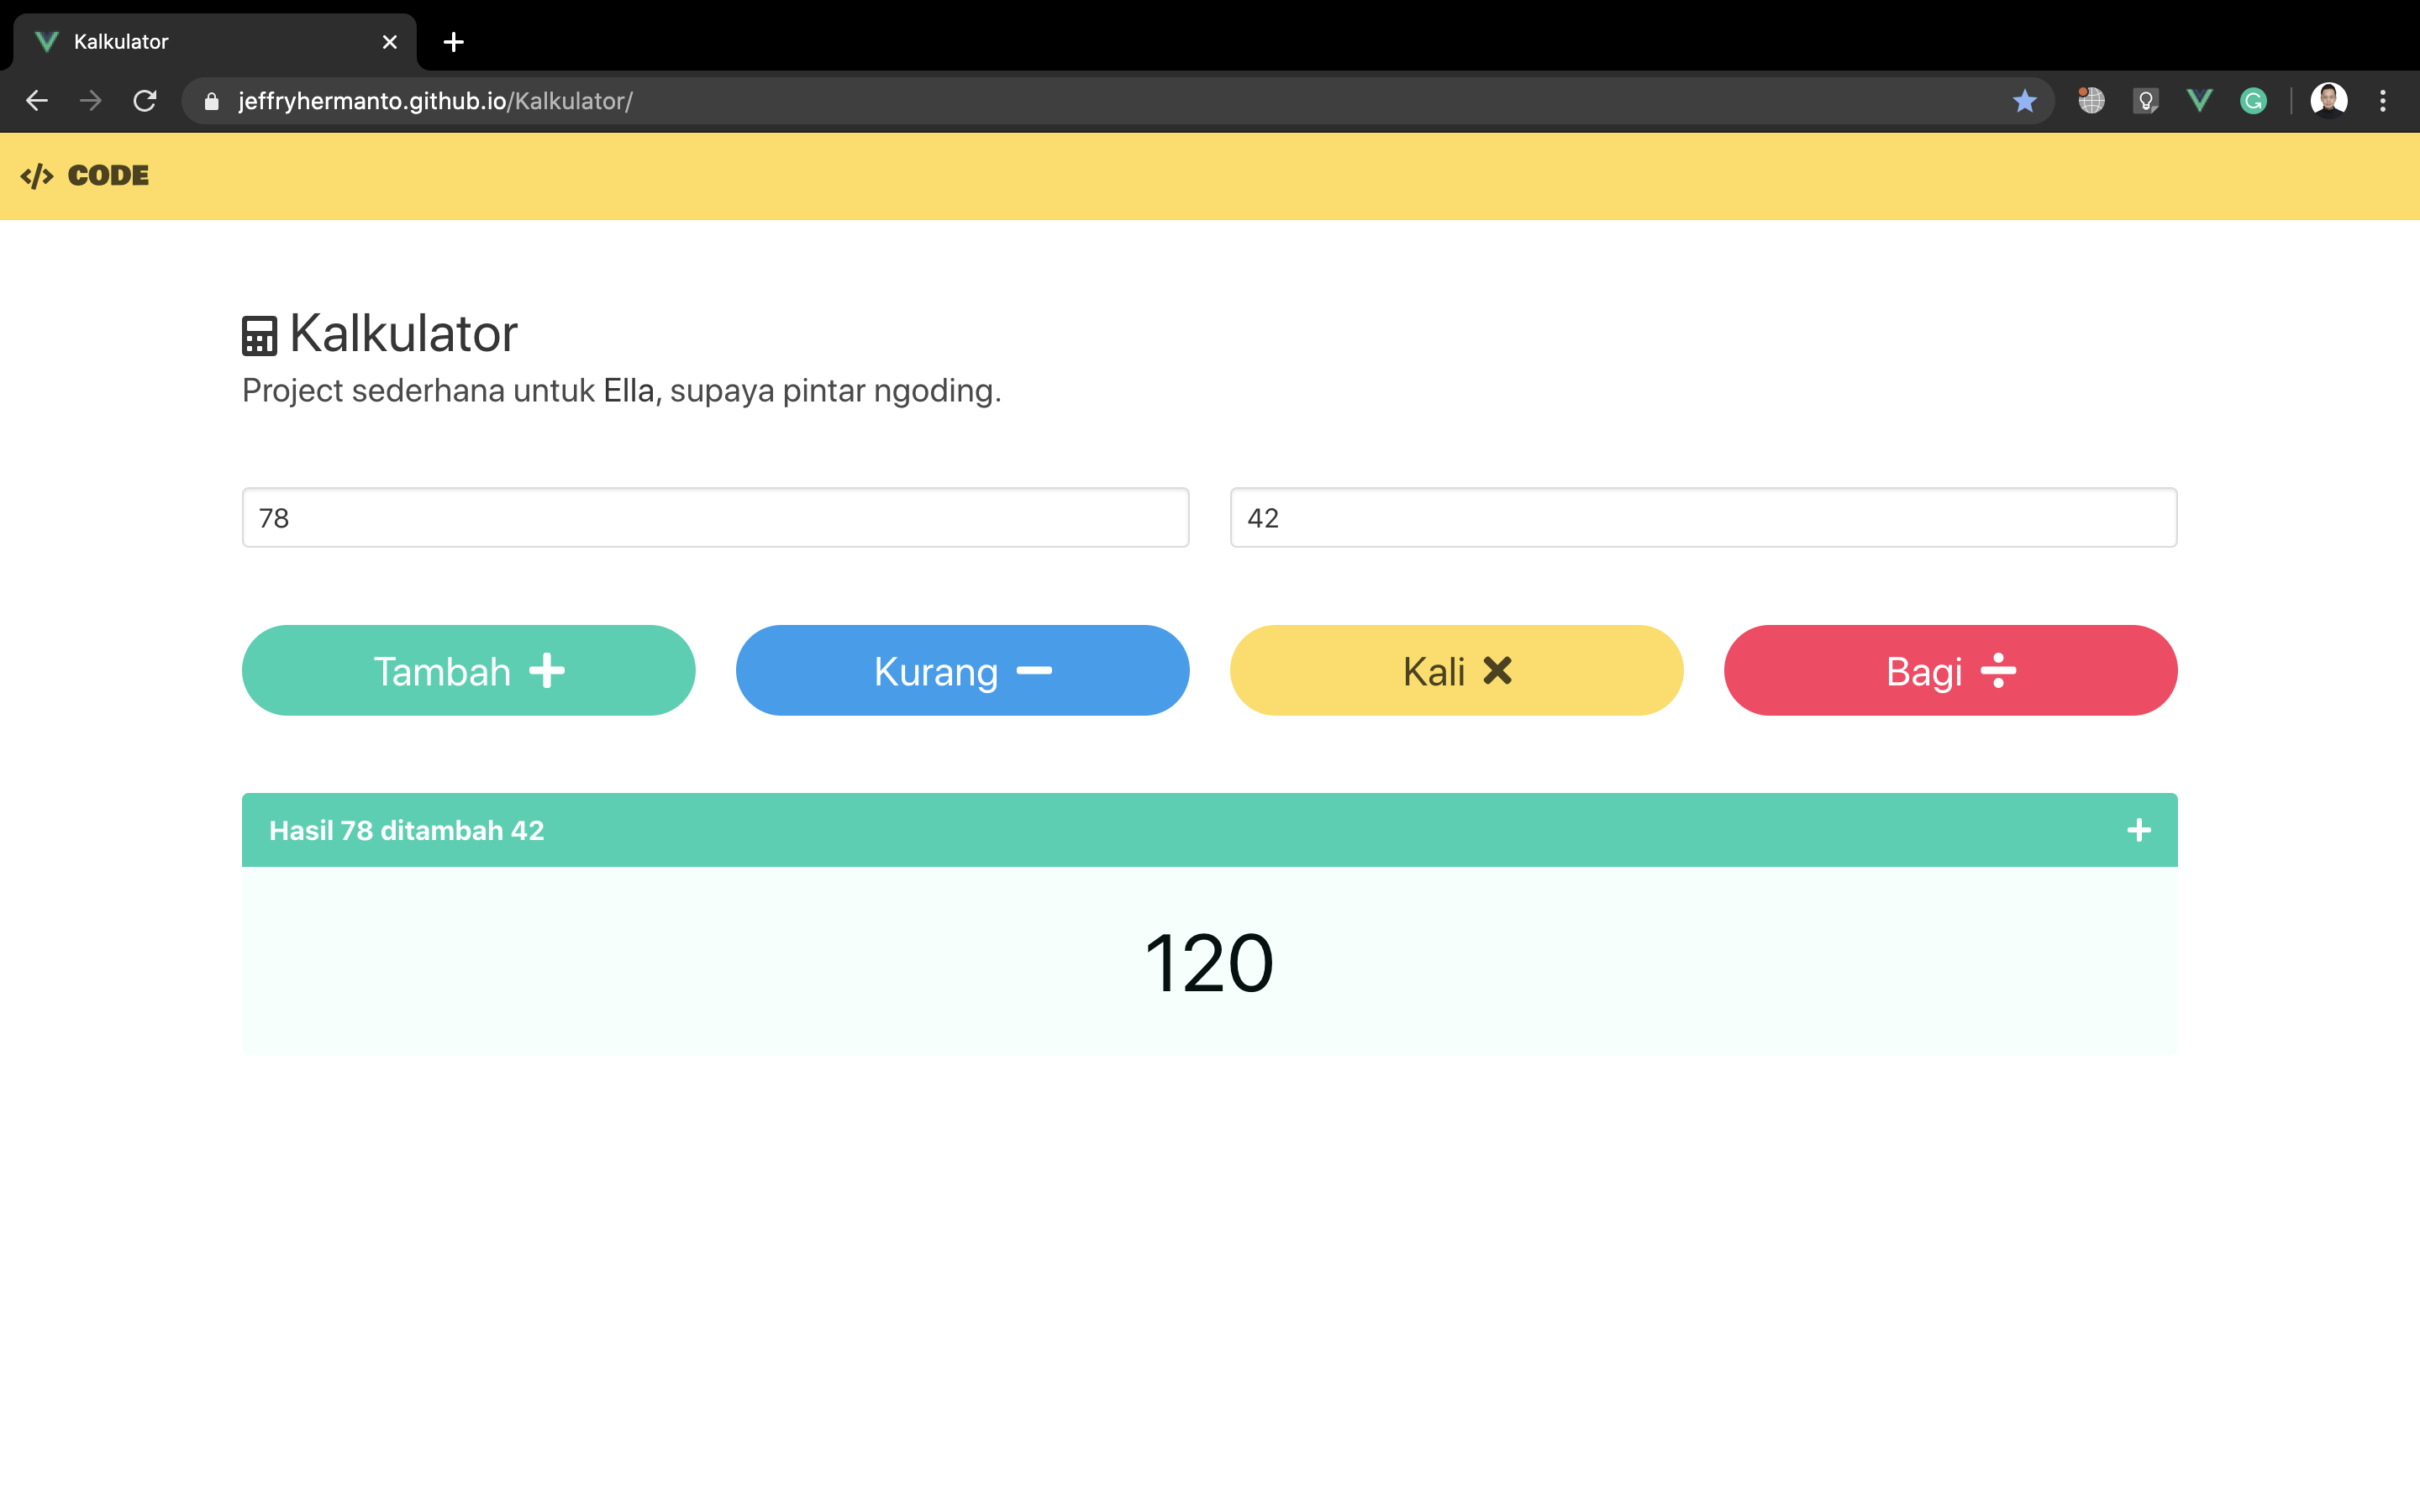 Kalkulator
jeffryhermanto.github.io/Kalkulator/
CODE
Kalkulator
Project sederhana untuk Ella, supaya pintar ngoding.
78
42
Tambah
Kurang
Kali
Bagi
Hasil 78 ditambah 42
120